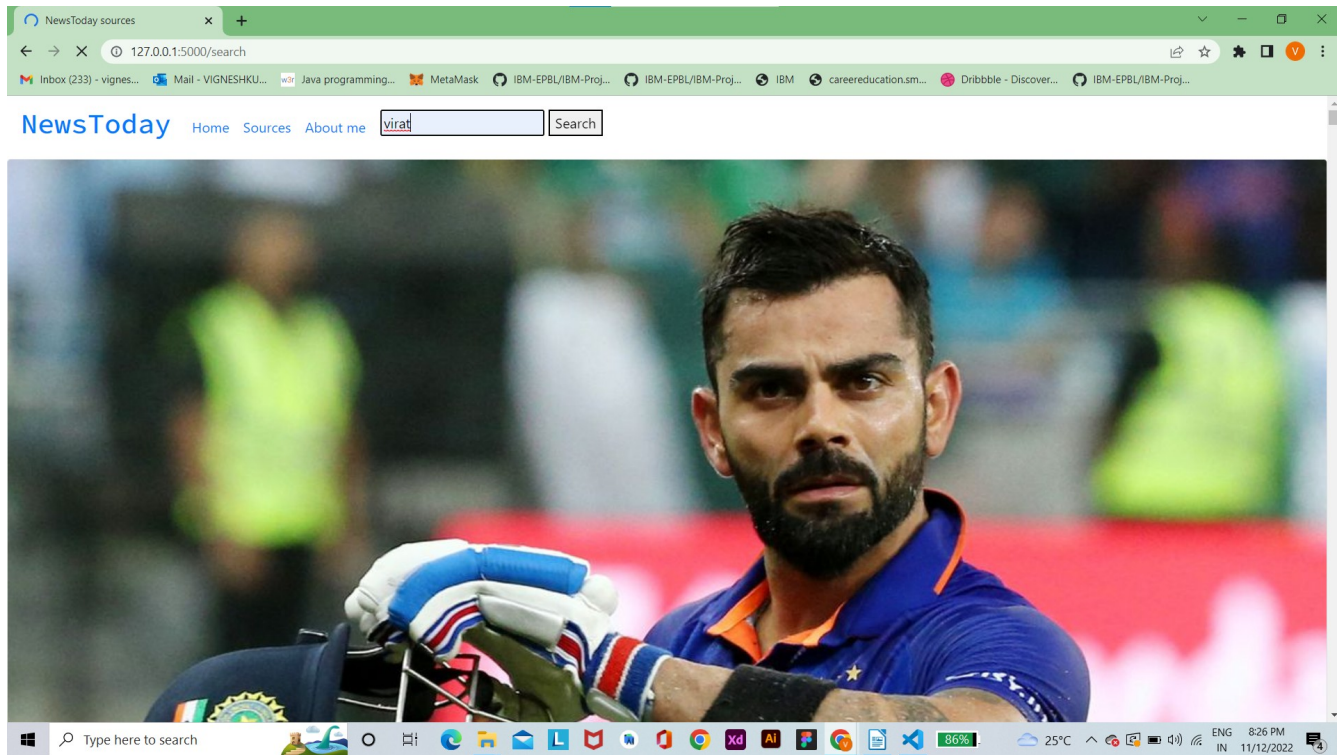 NewsToday sources
127.0.0.1:5000/search
Inbox (233) - vignes... Mail - VIGNESHKU... Java programming... MetaMask IBM-EPBL/IBM-Proj... IBM-EPBL/IBM-Proj... IBM careereducation.sm... Dribbble - Discover... IBM-EPBL/IBM-Proj...
NewsToday Home Sources About me virat Search
Type here to search
86%
25°C
ENG
IN
8:26 PM
11/12/2022